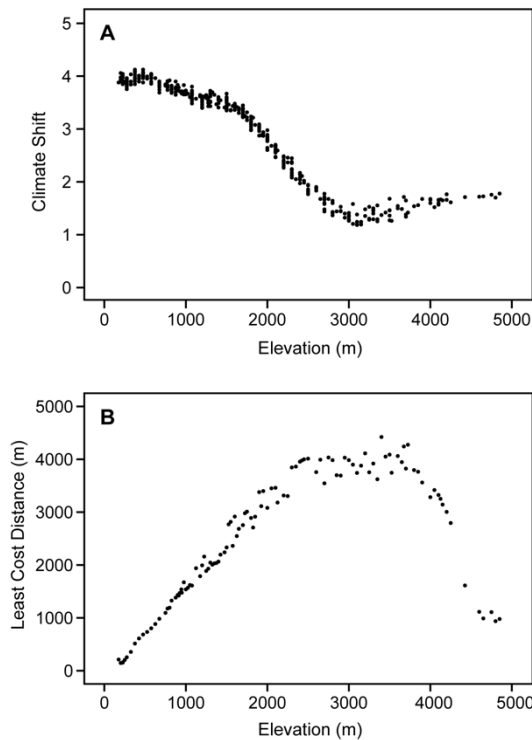 A
5
4
3
2
1
0
Climate Shift
0 1000 2000 3000 4000 5000
Elevation (m)
B
5000
4000
3000
2000
1000
0
Least Cost Distance (m)
0 1000 2000 3000 4000 5000
Elevation (m)